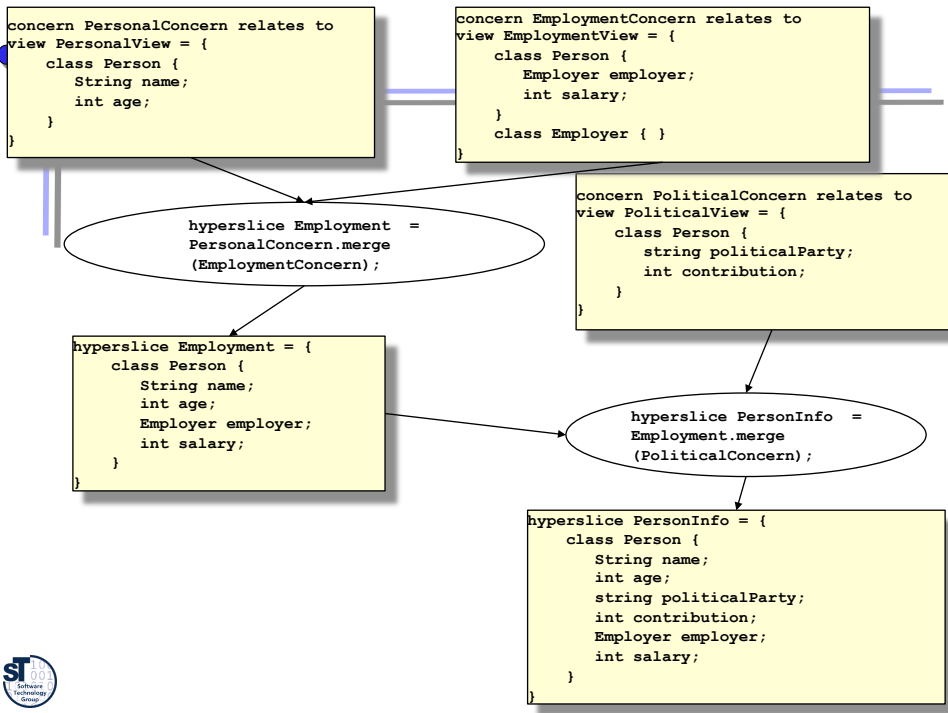 concern PersonalConcern relates to
view PersonalView = {
class Person {
String name;
int age;
}
}
concern EmploymentConcern relates to
view EmploymentView = {
class Person {
Employer employer;
int salary;
}
class Employer { }
}
concern PoliticalConcern relates to
view PoliticalView = {
class Person {
string politicalParty;
int contribution;
}
}
hyperslice Employment =
PersonalConcern.merge
(EmploymentConcern);
hyperslice Employment = {
class Person {
String name;
int age;
Employer employer;
int salary;
}
}
hyperslice PersonInfo =
Employment.merge
(PoliticalConcern);
hyperslice PersonInfo = {
class Person {
String name;
int age;
string politicalParty;
int contribution;
Employer employer;
int salary;
}
}
ST
Software
Technology
Group